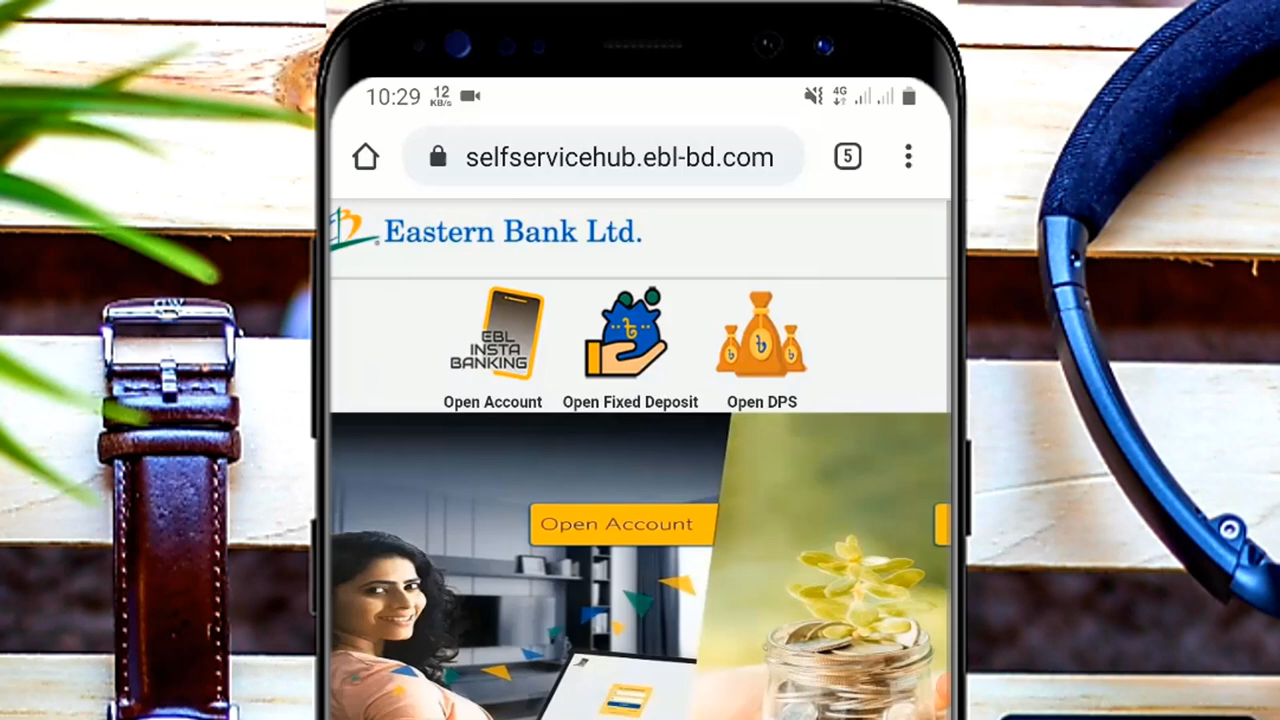 10:29 12 KB/s 4G
selfservicehub.ebl-bd.com 5
Eastern Bank Ltd.
EBL
INSTA
BANKING
৳
৳ ৳ ৳
Open Account Open Fixed Deposit Open DPS
Open Account